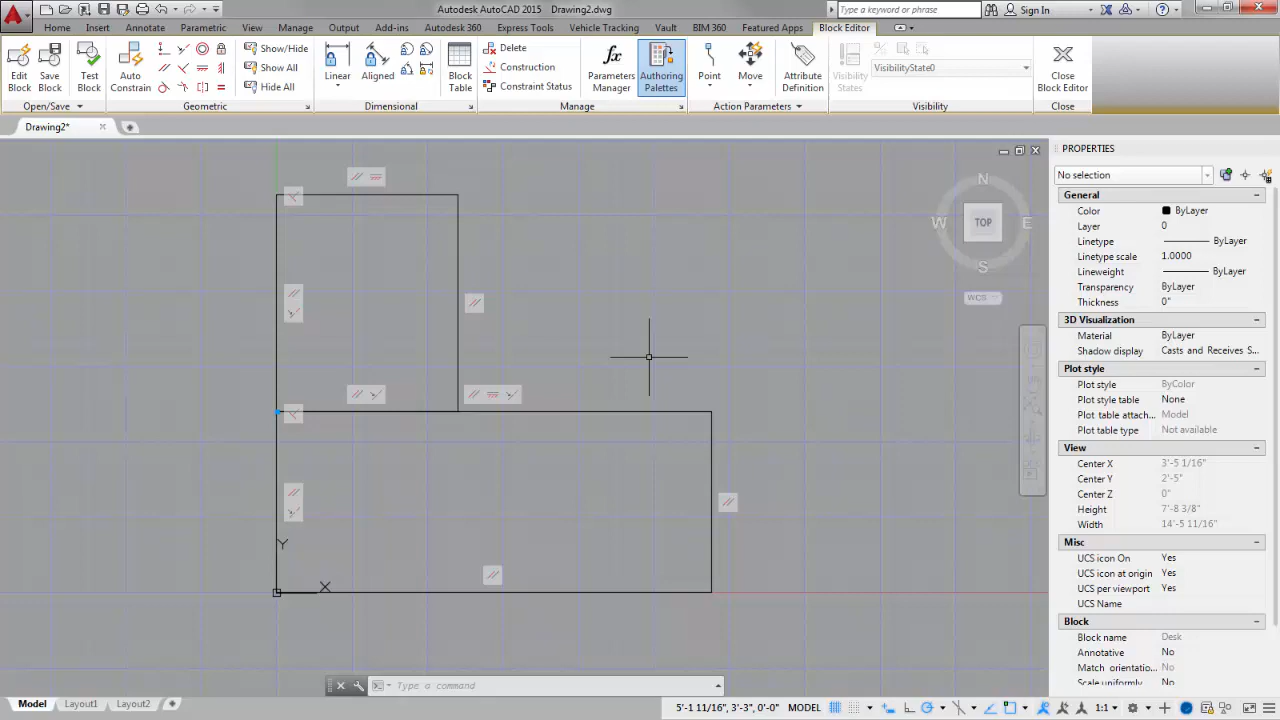 Autodesk AutoCAD 2015 Drawing2.dwg
Type a keyword or phrase
Sign In
Home Insert Annotate Parametric View Manage Output Add-ins Autodesk 360 Express Tools Vehicle Tracking Vault BIM 360 Featured Apps Block Editor
Edit Block
Save Block
Test Block
Auto Constrain
Show/Hide
Show All
Hide All
Linear
Aligned
Block Table
Delete
Construction
Constraint Status
Parameters Manager
Authoring Palettes
Point
Move
Attribute Definition
Visibility States
VisibilityState0
Close Block Editor
Open/Save Geometric Dimensional Manage Action Parameters Visibility Close
Drawing2*
N
W TOP E
S
WCS
Y
X
PROPERTIES
No selection
General
Color ByLayer
Layer 0
Linetype ByLayer
Linetype scale 1.0000
Lineweight ByLayer
Transparency ByLayer
Thickness 0"
3D Visualization
Material ByLayer
Shadow display Casts and Receives S...
Plot style
Plot style ByColor
Plot style table None
Plot table attach... Model
Plot table type Not available
View
Center X 3'-5 1/16"
Center Y 2'-5"
Center Z 0"
Height 7'-8 3/8"
Width 14'-5 11/16"
Misc
UCS icon On Yes
UCS icon at origin Yes
UCS per viewport Yes
UCS Name
Block
Block name Desk
Annotative No
Match orientatio... No
Scale uniformly No
Type a command
Model Layout1 Layout2
5'-1 11/16", 3'-3", 0'-0" MODEL 1:1